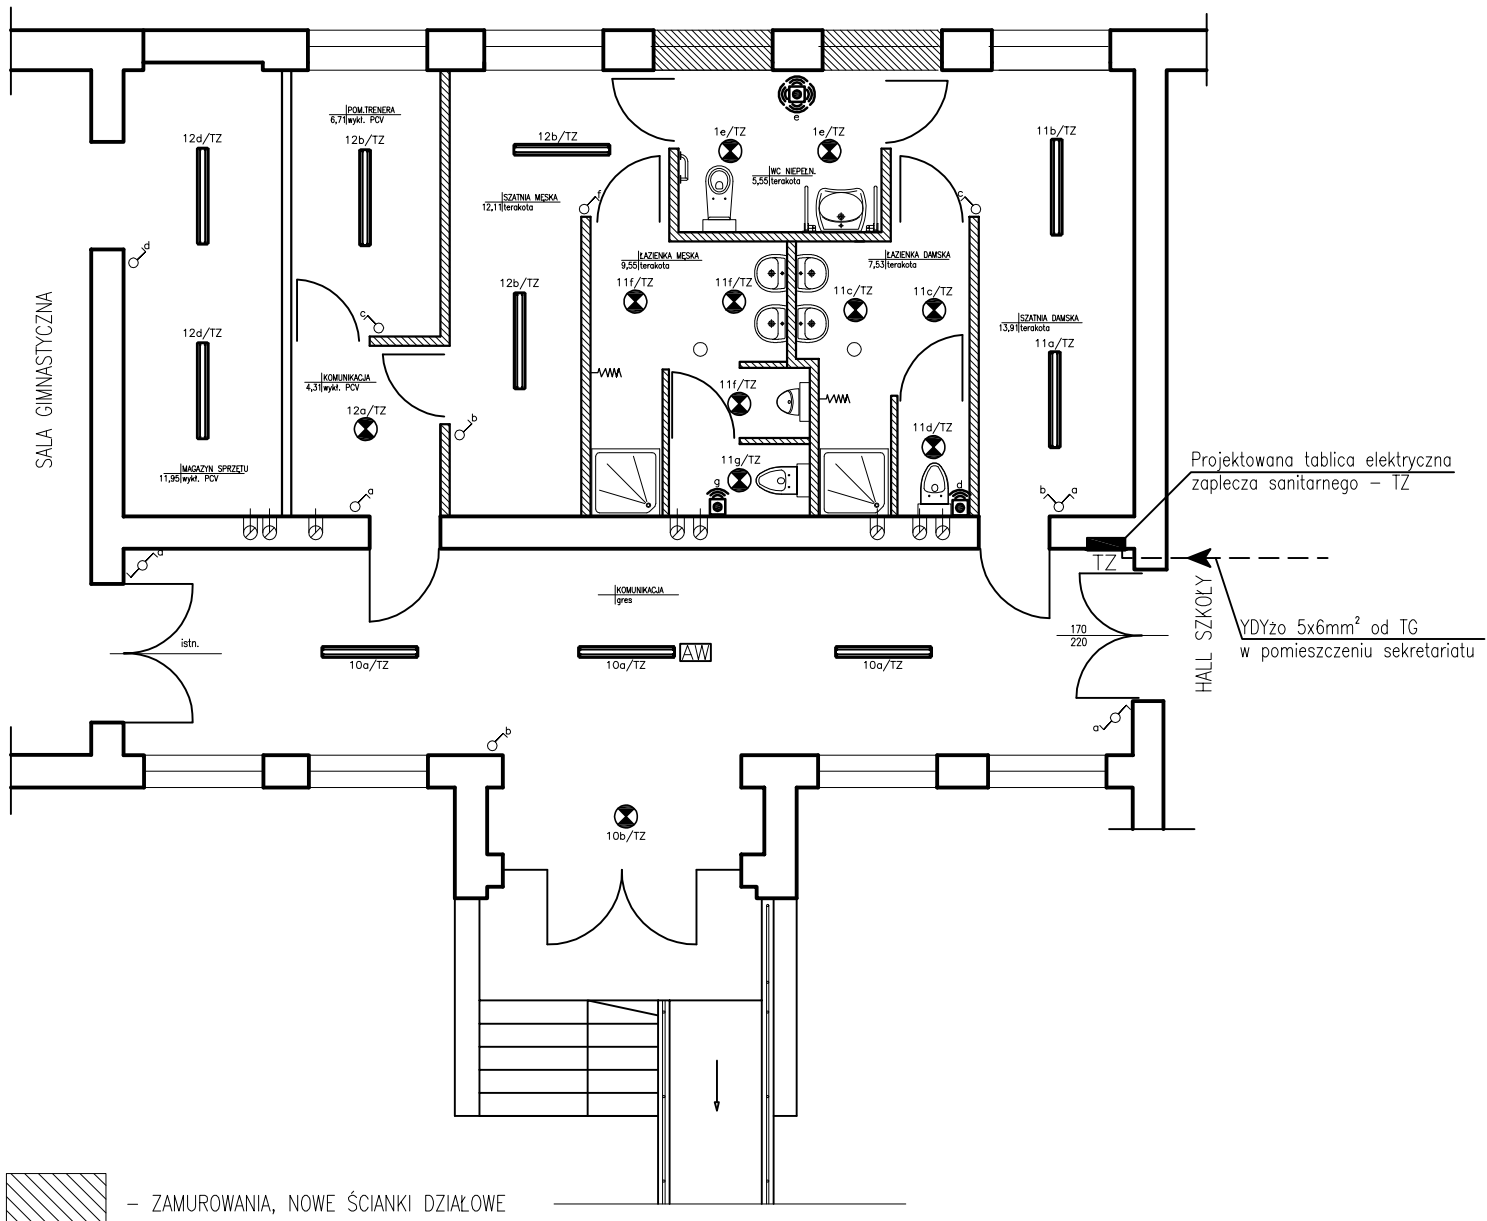 POM.TRENERA
6,71 wykł. PCV
12d/TZ
12b/TZ
12b/TZ
1e/TZ
1e/TZ
e
11b/TZ
WC NIEPEŁN.
5,55 terakota
SZATNIA MĘSKA
12,11 terakota
f
c
d
SALA GIMNASTYCZNA
ŁAZIENKA MĘSKA
9,55 terakota
ŁAZIENKA DAMSKA
7,53 terakota
12b/TZ
11f/TZ
11f/TZ
11c/TZ
11c/TZ
c
12d/TZ
SZATNIA DAMSKA
13,91 terakota
11a/TZ
KOMUNIKACJA
4,31 wykł. PCV
12a/TZ
11f/TZ
b
11d/TZ
MAGAZYN SPRZĘTU
11,95 wykł. PCV
11g/TZ
g
d
a
b
a
Projektowana tablica elektryczna
zaplecza sanitarnego – TZ
a
TZ
KOMUNIKACJA
gres
HALL SZKOŁY
YDYżo 5x6mm² od TG
w pomieszczeniu sekretariatu
istn.
170
220
10a/TZ
10a/TZ
AW
10a/TZ
b
a
10b/TZ
– ZAMUROWANIA, NOWE ŚCIANKI DZIAŁOWE